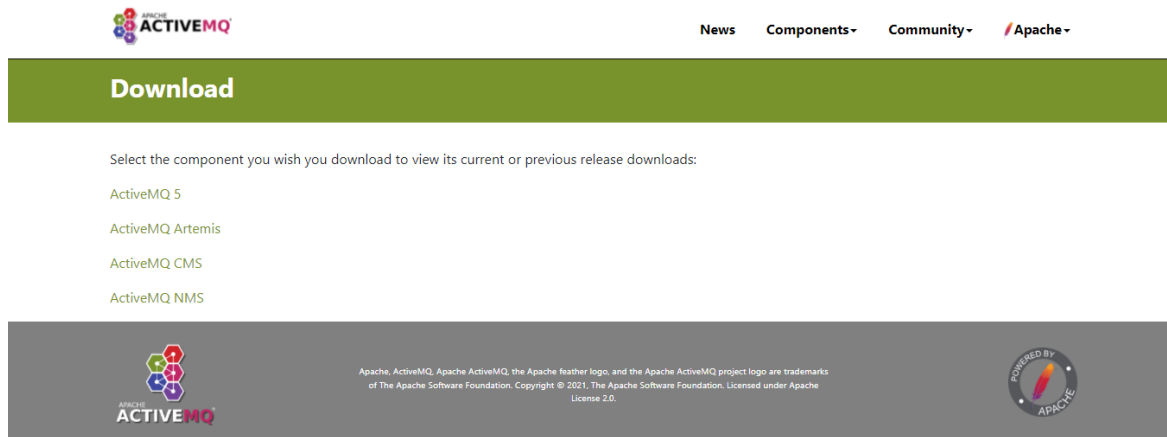 APACHE
ACTIVEMQ
News Components Community Apache
Download
Select the component you wish you download to view its current or previous release downloads:
ActiveMQ 5
ActiveMQ Artemis
ActiveMQ CMS
ActiveMQ NMS
APACHE
ACTIVEMQ
Apache, ActiveMQ, Apache ActiveMQ, the Apache feather logo, and the Apache ActiveMQ project logo are trademarks
of The Apache Software Foundation. Copyright © 2021, The Apache Software Foundation. Licensed under Apache
License 2.0.
POWERED BY
APACHE